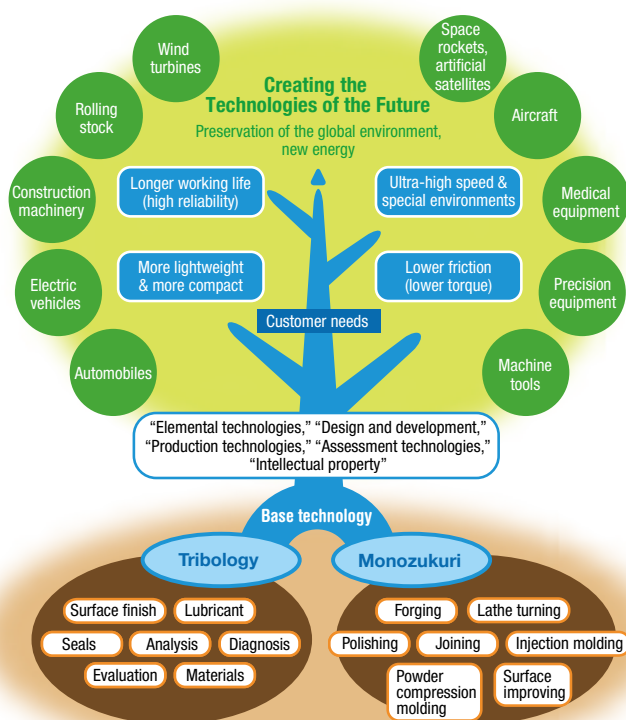 Wind
turbines
Space
rockets,
artificial
satellites
Creating the
Technologies of the Future
Preservation of the global environment,
new energy
Rolling
stock
Aircraft
Construction
machinery
Longer working life
(high reliability)
Ultra-high speed &
special environments
Medical
equipment
Electric
vehicles
More lightweight
& more compact
Lower friction
(lower torque)
Precision
equipment
Customer needs
Automobiles
Machine
tools
“Elemental technologies,” “Design and development,”
“Production technologies,” “Assessment technologies,”
“Intellectual property”
Base technology
Tribology
Monozukuri
Surface finish
Lubricant
Seals
Analysis
Diagnosis
Evaluation
Materials
Forging
Lathe turning
Polishing
Joining
Injection molding
Powder
compression
molding
Surface
improving